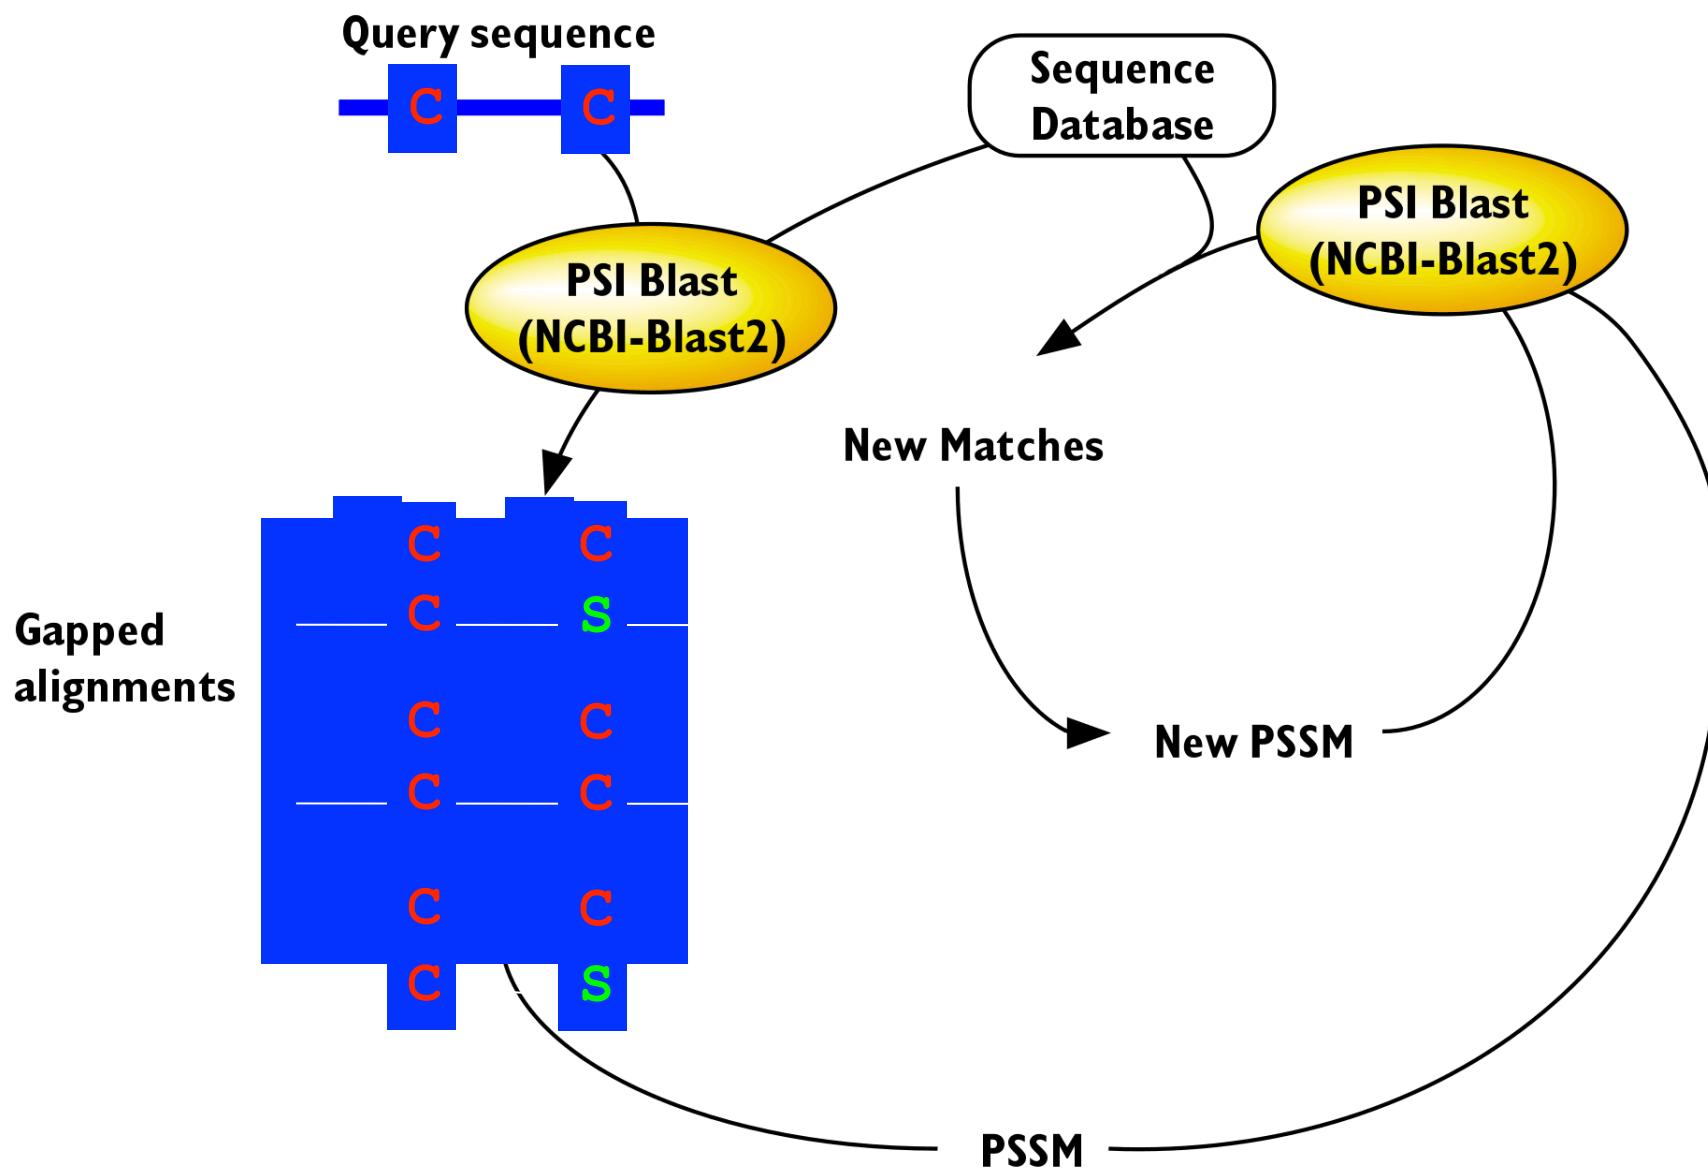 Query sequence
C C
Sequence
Database
PSI Blast
(NCBI-Blast2)
PSI Blast
(NCBI-Blast2)
New Matches
C C
C S
Gapped
alignments
C C
C C
C C
C S
New PSSM
PSSM